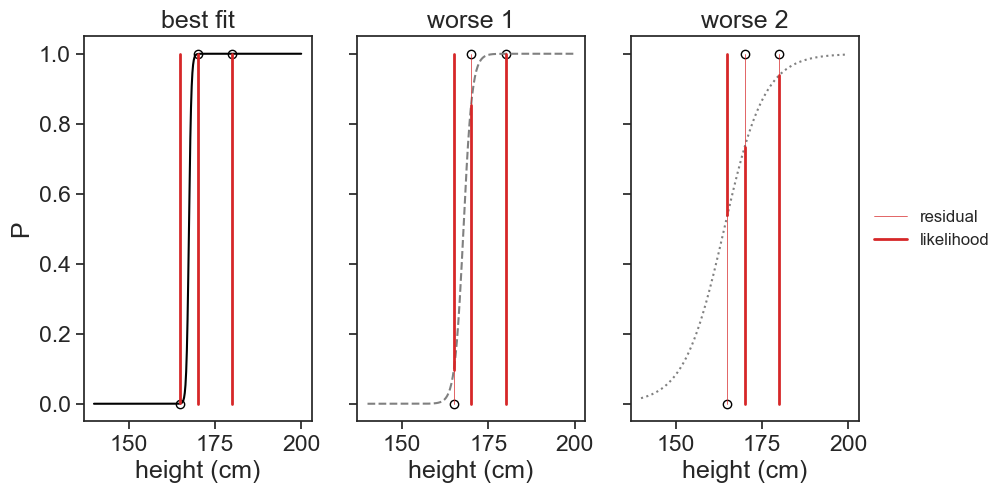 best fit
worse 1
worse 2
P
1.0
0.8
0.6
0.4
0.2
0.0
150
175
200
150
175
200
150
175
200
height (cm)
height (cm)
height (cm)
residual
likelihood